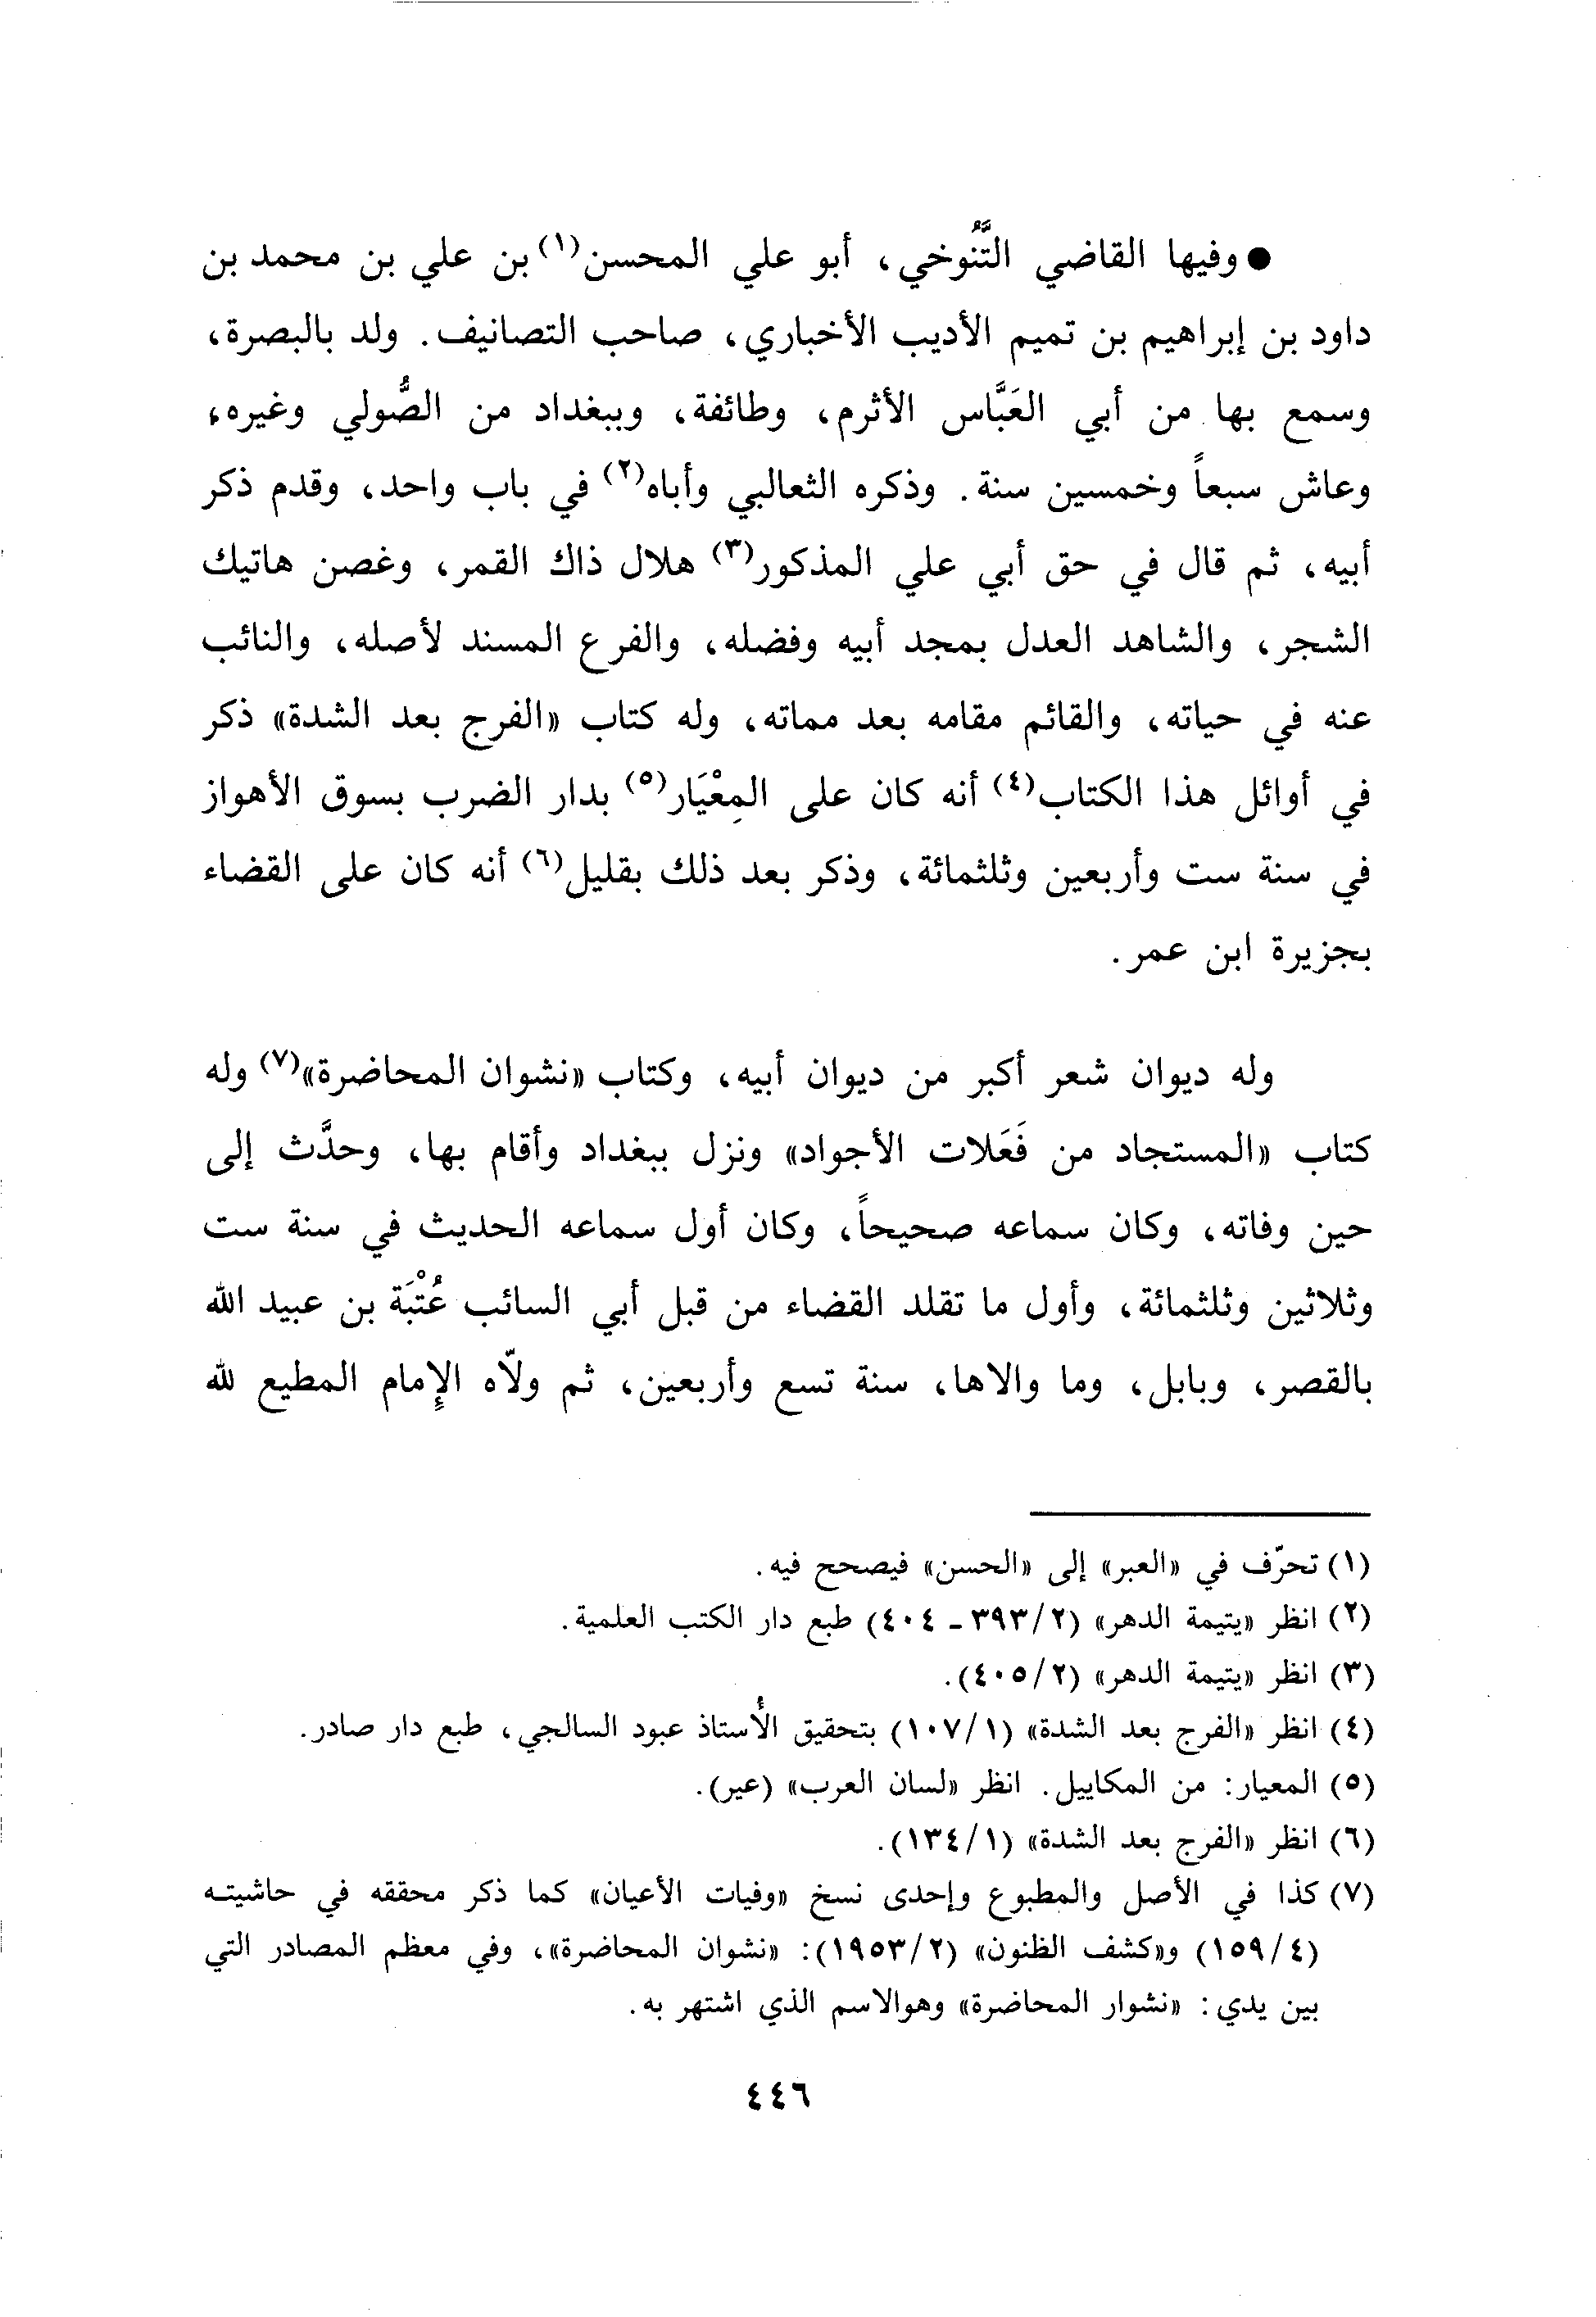 ● وفيها القاضي التَّنُوخي، أبو علي المحسن(١) بن علي بن محمد بن
داود بن إبراهيم بن تميم الأديب الأخباري، صاحب التصانيف. ولد بالبصرة،
وسمع بها من أبي العَبَّاس الأثرم، وطائفة، وببغداد من الصُّولي وغيره،
وعاش سبعاً وخمسين سنة. وذكره الثعالبي وأباه(٢) في باب واحد، وقدم ذكر
أبيه، ثم قال في حق أبي علي المذكور(٣) هلال ذاك القمر، وغصن هاتيك
الشجر، والشاهد العدل بمجد أبيه وفضله، والفرع المسند لأصله، والنائب
عنه في حياته، والقائم مقامه بعد مماته، وله كتاب «الفرج بعد الشدة» ذكر
في أوائل هذا الكتاب(٤) أنه كان على المِعْيَار(٥) بدار الضرب بسوق الأهواز
في سنة ست وأربعين وثلثمائة، وذكر بعد ذلك بقليل(٦) أنه كان على القضاء
بجزيرة ابن عمر.
وله ديوان شعر أكبر من ديوان أبيه، وكتاب «نشوان المحاضرة»(٧) وله
كتاب «المستجاد من فَعَلات الأجواد» ونزل ببغداد وأقام بها، وحدَّث إلى
حين وفاته، وكان سماعه صحيحاً، وكان أول سماعه الحديث في سنة ست
وثلاثين وثلثمائة، وأول ما تقلد القضاء من قبل أبي السائب عُتْبَة بن عبيد الله
بالقصر، وبابل، وما والاها، سنة تسع وأربعين، ثم ولاّه الإِمام المطيع لله
(١) تحرّف في «العبر» إلى «الحسن» فيصحح فيه.
(٢) انظر «يتيمة الدهر» (٢/ ٣٩٣ - ٤٠٤) طبع دار الكتب العلمية.
(٣) انظر «يتيمة الدهر» (٢/ ٤٠٥).
(٤) انظر «الفرج بعد الشدة» (١/ ١٠٧) بتحقيق الأُستاذ عبود السالجي، طبع دار صادر.
(٥) المعيار: من المكاييل. انظر «لسان العرب» (عير).
(٦) انظر «الفرج بعد الشدة» (١/ ١٣٤).
(٧) كذا في الأصل والمطبوع وإحدى نسخ «وفيات الأعيان» كما ذكر محققه في حاشيته
(٤/ ١٥٩) و«كشف الظنون» (٢/ ١٩٥٣): «نشوان المحاضرة»، وفي معظم المصادر التي
بين يدي: «نشوار المحاضرة» وهوالاسم الذي اشتهر به.
٤٤٦